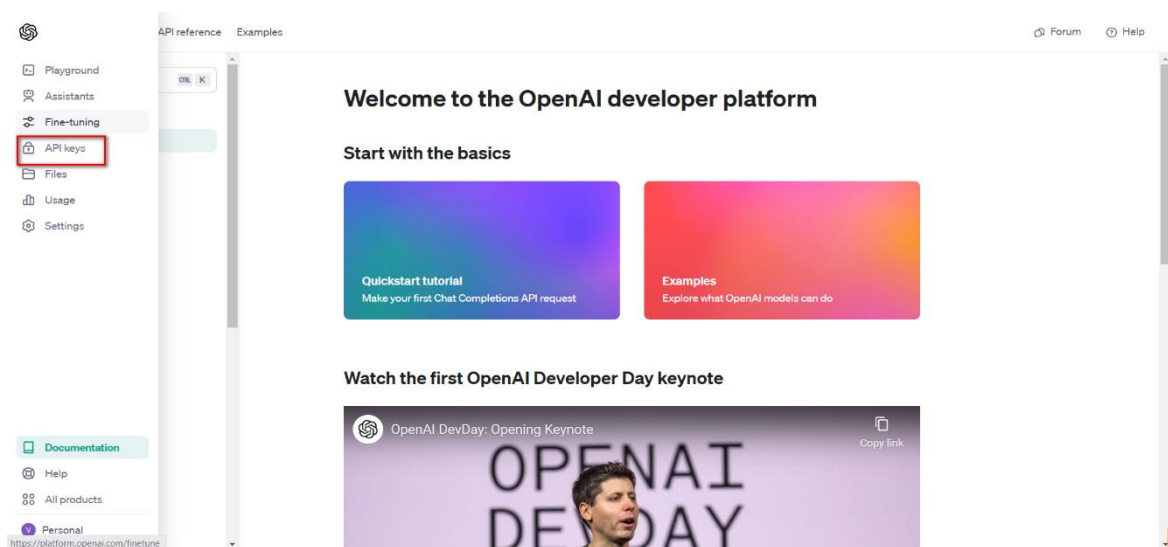 API reference Examples
Forum Help
Playground
Assistants
Fine-tuning
API keys
Files
Usage
Settings
CTRL K
Welcome to the OpenAI developer platform
Start with the basics
Quickstart tutorial
Make your first Chat Completions API request
Examples
Explore what OpenAI models can do
Watch the first OpenAI Developer Day keynote
OpenAI DevDay: Opening Keynote
Copy link
OPENAI
DEVDAY
Documentation
Help
All products
V Personal
https://platform.openai.com/finetune